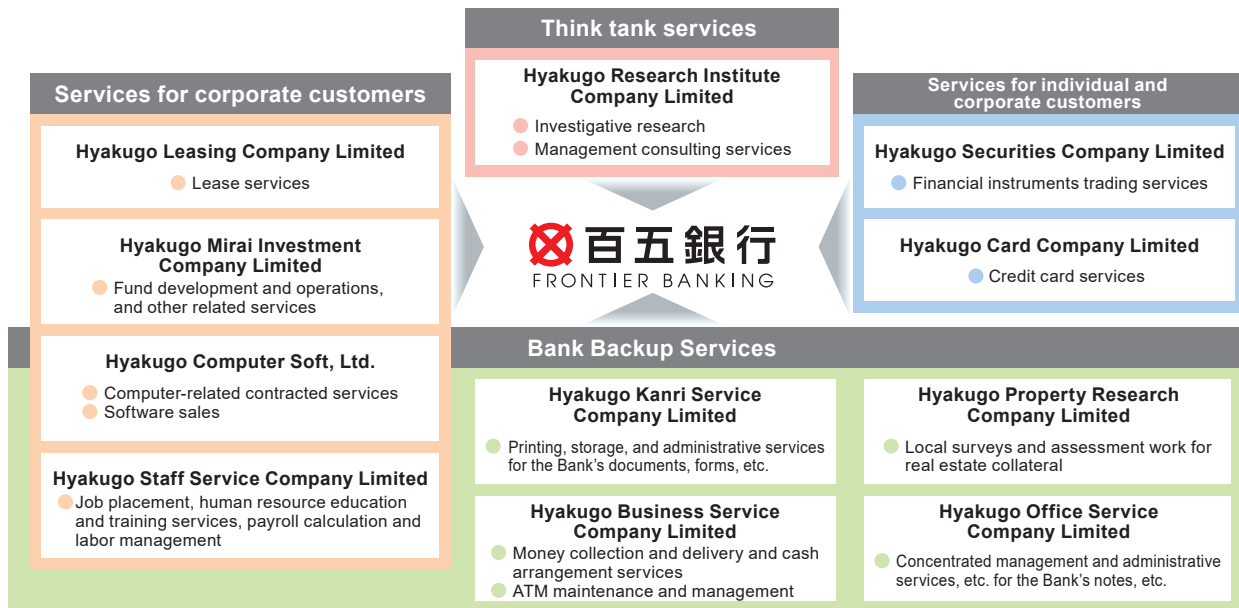 Think tank services
Hyakugo Research Institute
Company Limited
Investigative research
Management consulting services
Services for corporate customers
Hyakugo Leasing Company Limited
Lease services
Hyakugo Mirai Investment
Company Limited
Fund development and operations,
and other related services
Hyakugo Computer Soft, Ltd.
Computer-related contracted services
Software sales
Hyakugo Staff Service Company Limited
Job placement, human resource education
and training services, payroll calculation and
labor management
百五銀行
FRONTIER BANKING
Services for individual and
corporate customers
Hyakugo Securities Company Limited
Financial instruments trading services
Hyakugo Card Company Limited
Credit card services
Bank Backup Services
Hyakugo Kanri Service
Company Limited
Printing, storage, and administrative services
for the Bank’s documents, forms, etc.
Hyakugo Property Research
Company Limited
Local surveys and assessment work for
real estate collateral
Hyakugo Business Service
Company Limited
Money collection and delivery and cash
arrangement services
ATM maintenance and management
Hyakugo Office Service
Company Limited
Concentrated management and administrative
services, etc. for the Bank’s notes, etc.